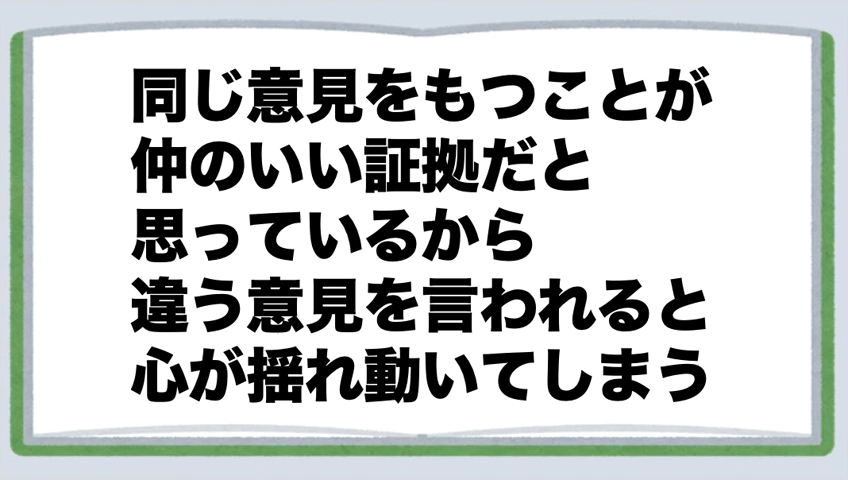 同じ意見をもつことが
仲のいい証拠だと
思っているから
違う意見を言われると
心が揺れ動いてしまう